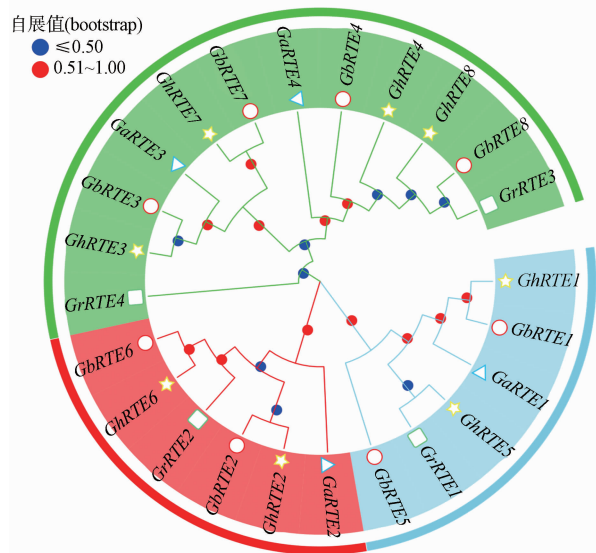 自展值(bootstrap)
≤0.50
0.51~1.00
GrRTE4
GhRTE3
GbRTE3
GaRTE3
GhRTE7
GbRTE7
GaRTE4
GbRTE4
GhRTE4
GhRTE8
GbRTE8
GrRTE3
GhRTE1
GbRTE1
GaRTE1
GhRTE5
GrRTE1
GbRTE5
GaRTE2
GhRTE2
GbRTE2
GrRTE2
GhRTE6
GbRTE6